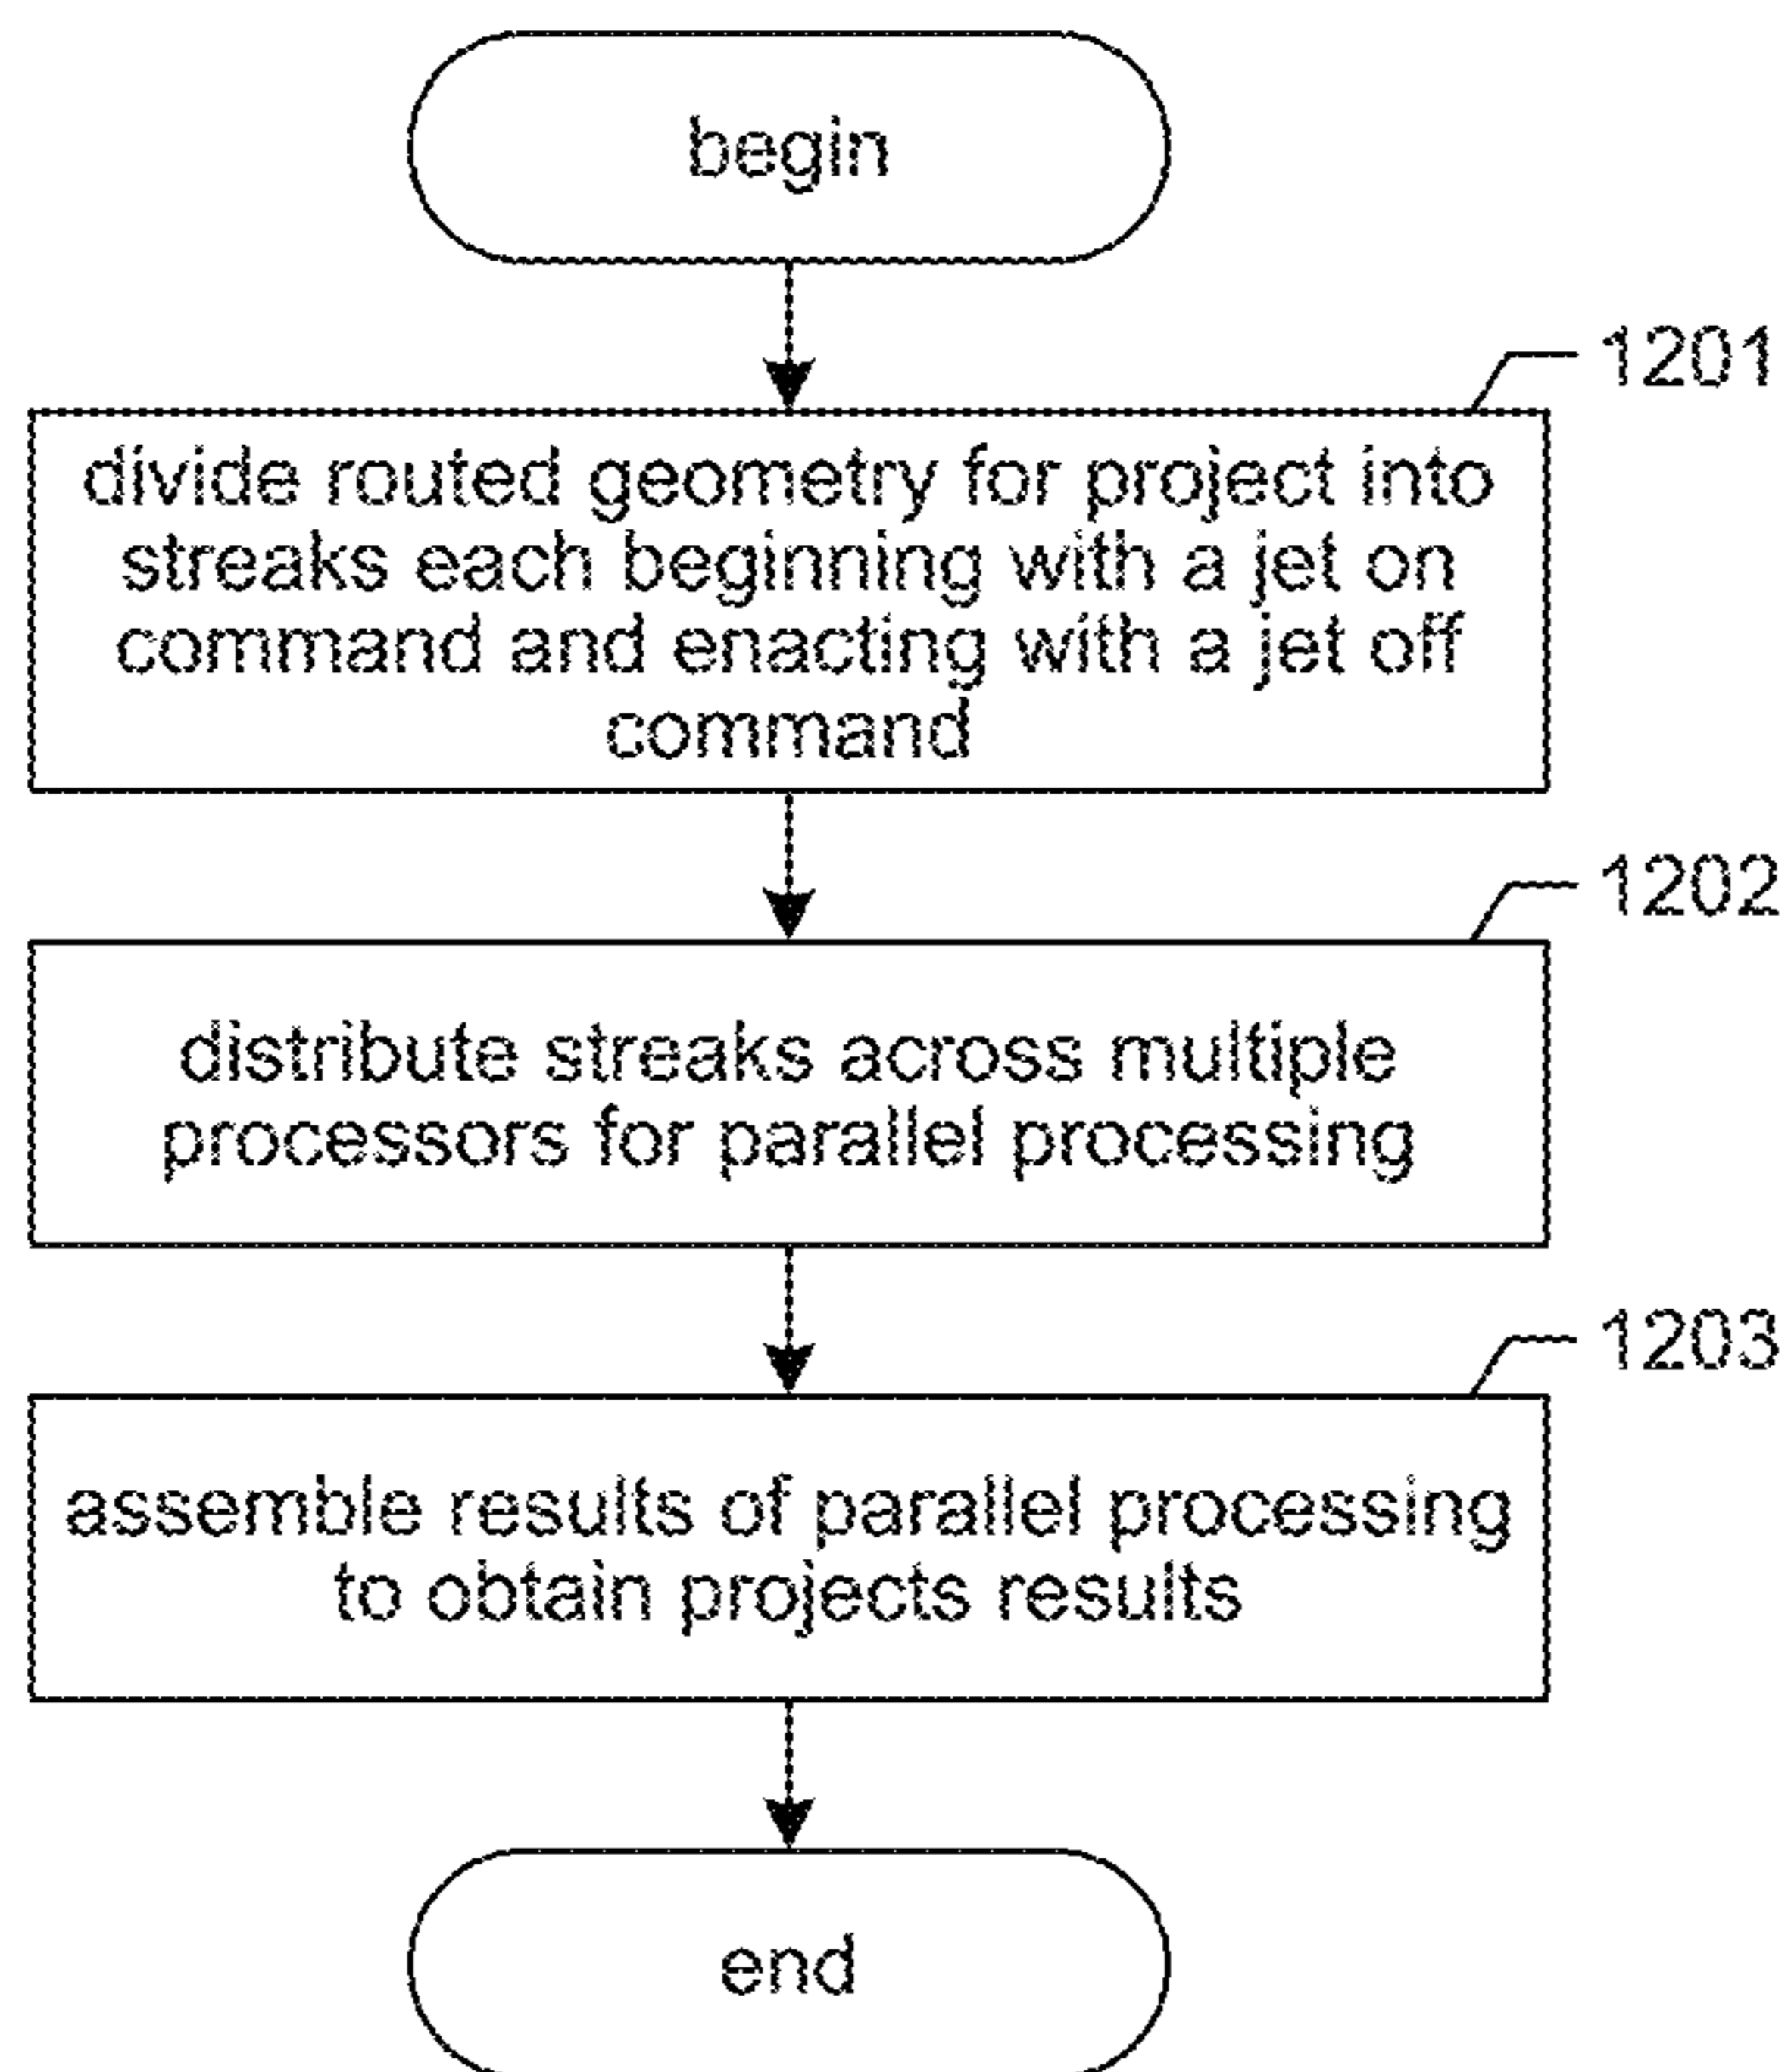 begin
1201
divide routed geometry for project into
streaks each beginning with a jet on
command and enacting with a jet off
command
1202
distribute streaks across multiple
processors for parallel processing
1203
assemble results of parallel processing
to obtain projects results
end